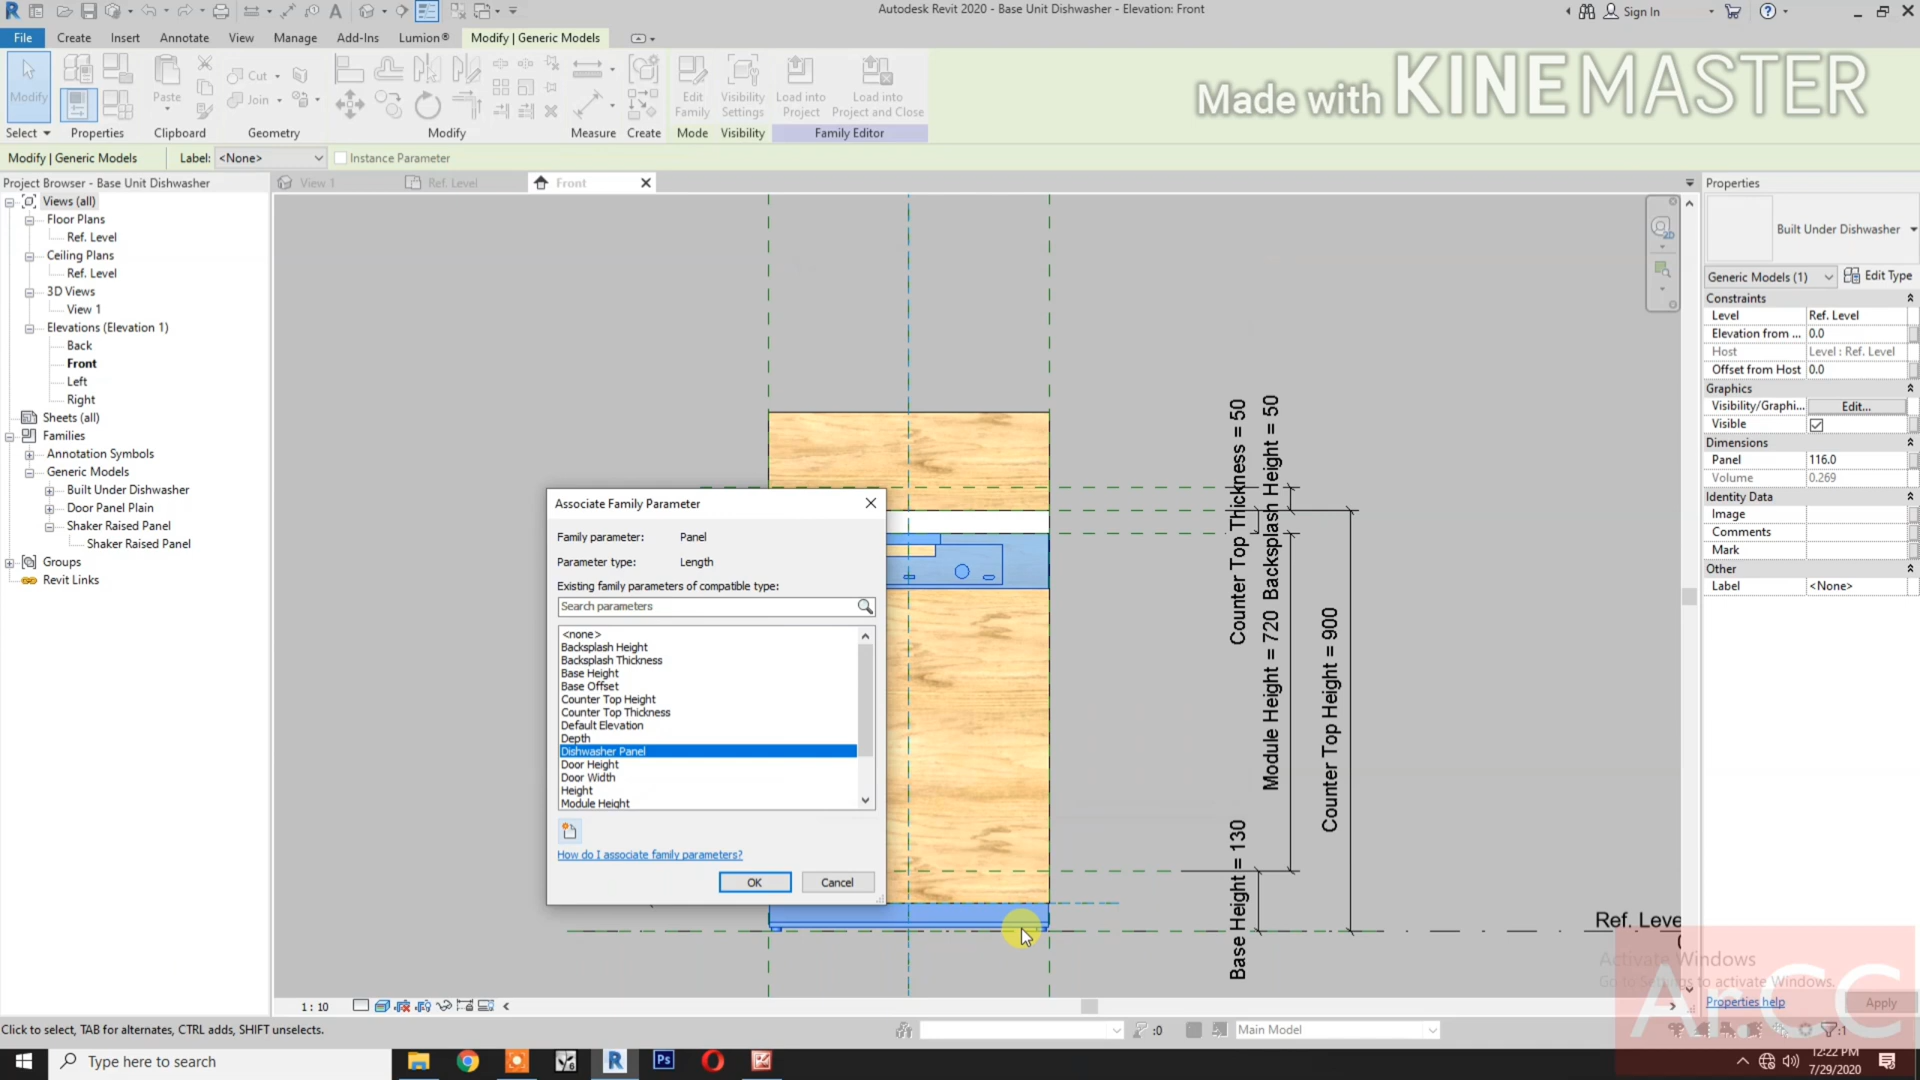 Autodesk Revit 2020 - Base Unit Dishwasher - Elevation: Front
Sign In
File Create Insert Annotate View Manage Add-Ins Lumion® Modify | Generic Models
Modify
Paste
Cut
Join
Edit Family
Visibility Settings
Load into Project
Load into Project and Close
Select Properties Clipboard Geometry Modify Measure Create Mode Visibility Family Editor
Made with KINEMASTER
Modify | Generic Models Label: <None> Instance Parameter
Project Browser - Base Unit Dishwasher
View 1 Ref. Level Front
Views (all)
Floor Plans
Ref. Level
Ceiling Plans
Ref. Level
3D Views
View 1
Elevations (Elevation 1)
Back
Front
Left
Right
Sheets (all)
Families
Annotation Symbols
Generic Models
Built Under Dishwasher
Door Panel Plain
Shaker Raised Panel
Shaker Raised Panel
Groups
Revit Links
Associate Family Parameter
Family parameter: Panel
Parameter type: Length
Existing family parameters of compatible type:
Search parameters
<none>
Backsplash Height
Backsplash Thickness
Base Height
Base Offset
Counter Top Height
Counter Top Thickness
Default Elevation
Depth
Dishwasher Panel
Door Height
Door Width
Height
Module Height
How do I associate family parameters?
OK Cancel
Counter Top Thickness = 50
Backsplash Height = 50
Module Height = 720
Counter Top Height = 900
Base Height = 130
Ref. Leve
Properties
Built Under Dishwasher
Generic Models (1) Edit Type
Constraints
Level Ref. Level
Elevation from ... 0.0
Host Level : Ref. Level
Offset from Host 0.0
Graphics
Visibility/Graphi... Edit...
Visible
Dimensions
Panel 116.0
Volume 0.269
Identity Data
Image
Comments
Mark
Other
Label <None>
Activate Windows
Go to Settings to activate Windows.
Properties help Apply
ArCC
1 : 10
Click to select, TAB for alternates, CTRL adds, SHIFT unselects.
:0 Main Model :1
Type here to search
12:22 PM
7/29/2020